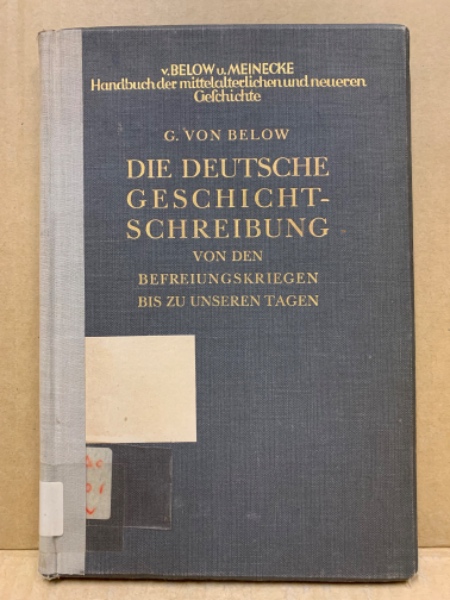 v. BELOW u. MEINECKE
Handbuch der mittelalterlichen und neueren
Geschichte
G. VON BELOW
DIE DEUTSCHE
GESCHICHT-
SCHREIBUNG
VON DEN
BEFREIUNGSKRIEGEN
BIS ZU UNSEREN TAGEN